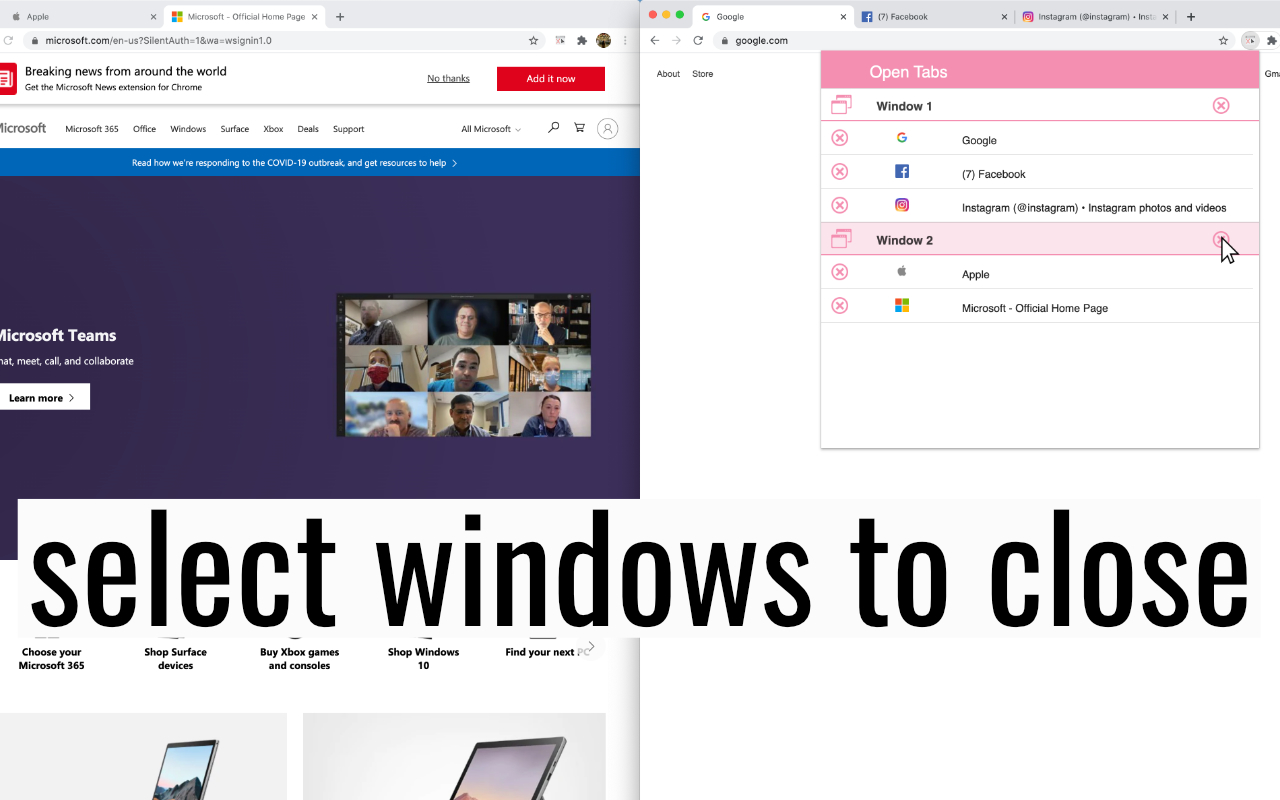 Apple
Microsoft - Official Home Page
microsoft.com/en-us?SilentAuth=1&wa=wsignin1.0
Breaking news from around the world
Get the Microsoft News extension for Chrome
No thanks
Add it now
Microsoft 365 Office Windows Surface Xbox Deals Support All Microsoft
Read how we're responding to the COVID-19 outbreak, and get resources to help
Microsoft Teams
meet, call, and collaborate
Learn more
Google
(7) Facebook
Instagram (@instagram) • Insta
google.com
About Store
Open Tabs
Window 1
Google
(7) Facebook
Instagram (@instagram) • Instagram photos and videos
Window 2
Apple
Microsoft - Official Home Page
select windows to close
Choose your
Microsoft 365
Shop Surface
devices
Buy Xbox games
and consoles
Shop Windows
10
Find your next PC